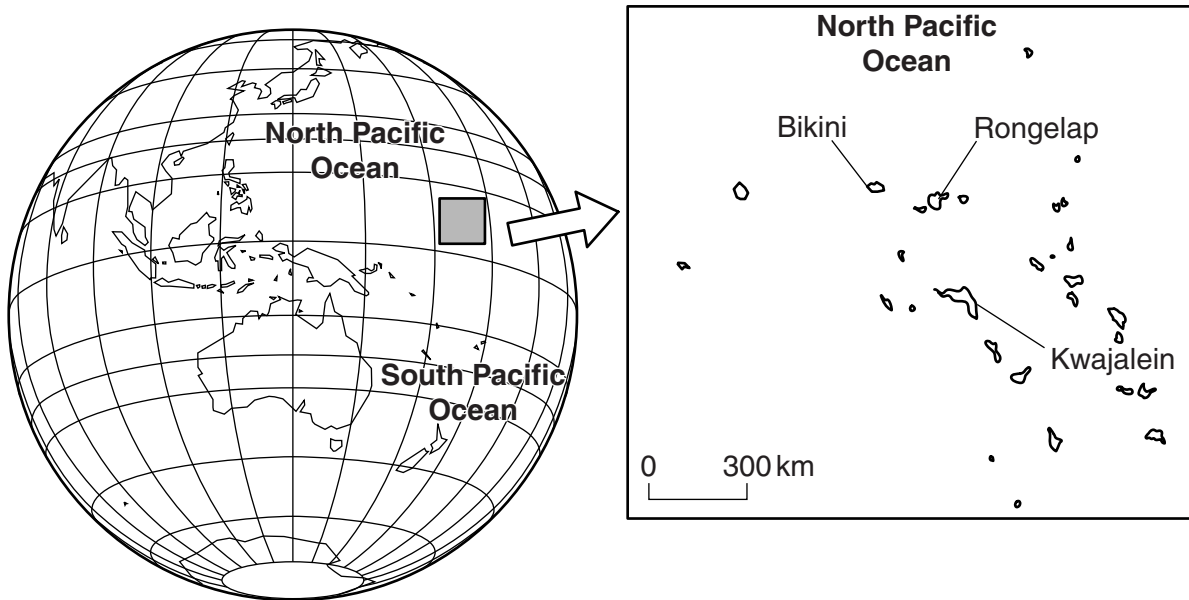 North Pacific
Ocean
South Pacific
Ocean
North Pacific
Ocean
Bikini
Rongelap
Kwajalein
0
300 km